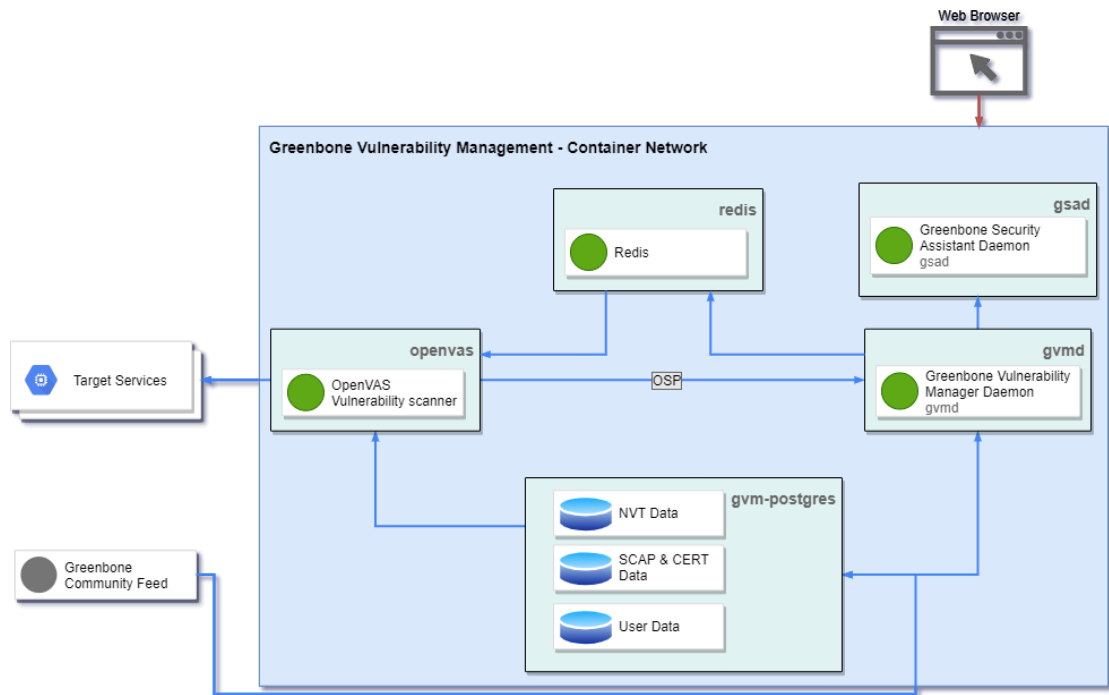 Web Browser
Greenbone Vulnerability Management - Container Network
redis
Redis
gsad
Greenbone Security
Assistant Daemon
gsad
openvas
OpenVAS
Vulnerability scanner
OSP
gvmd
Greenbone Vulnerability
Manager Daemon
gvmd
Target Services
gvm-postgres
NVT Data
SCAP & CERT
Data
User Data
Greenbone
Community Feed